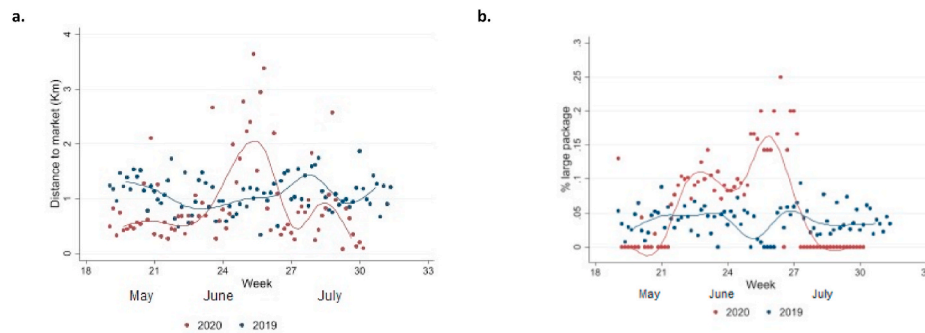 a.
Distance to market (Km)
4
3
2
1
0
18 21 24 27 30 33
Week
May June July
2020 2019
b.
% large package
.3
.25
.2
.15
.1
.05
0
18 21 24 27 30 33
Week
May June July
2020 2019